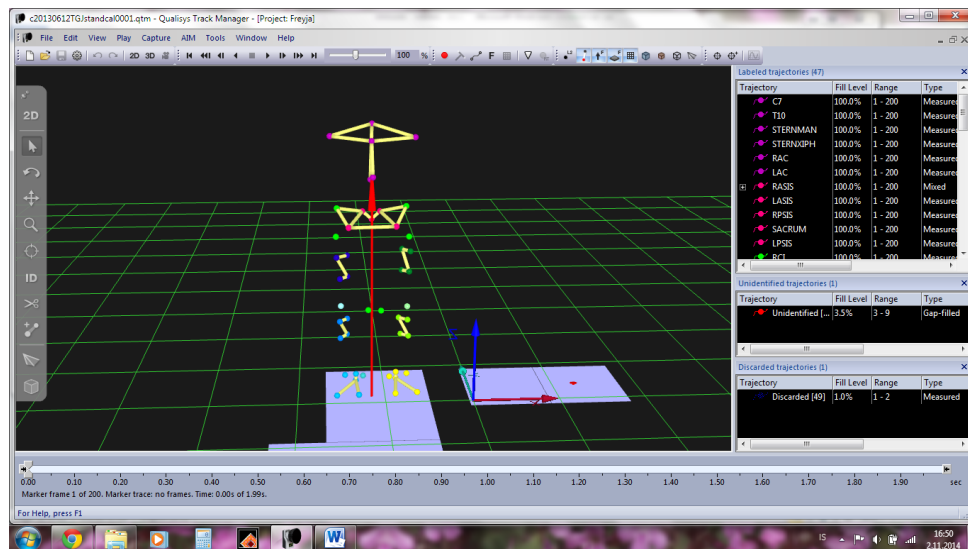 c20130612TGJstandcal0001.qtm - Qualisys Track Manager - [Project: Freyja]
File Edit View Play Capture AIM Tools Window Help
2D 3D 100 % F
Labeled trajectories (47)
Trajectory Fill Level Range Type
C7 100.0% 1 - 200 Measured
T10 100.0% 1 - 200 Measured
STERNMAN 100.0% 1 - 200 Measured
STERNXIPH 100.0% 1 - 200 Measured
RAC 100.0% 1 - 200 Measured
LAC 100.0% 1 - 200 Measured
RASIS 100.0% 1 - 200 Mixed
LASIS 100.0% 1 - 200 Measured
RPSIS 100.0% 1 - 200 Measured
SACRUM 100.0% 1 - 200 Measured
LPSIS 100.0% 1 - 200 Measured
100.0% 1 - 200 Measured
2D
ID
Unidentified trajectories (1)
Trajectory Fill Level Range Type
Unidentified [... 3.5% 3 - 9 Gap-filled
Discarded trajectories (1)
Trajectory Fill Level Range Type
Discarded [49] 1.0% 1 - 2 Measured
0.00 0.10 0.20 0.30 0.40 0.50 0.60 0.70 0.80 0.90 1.00 1.10 1.20 1.30 1.40 1.50 1.60 1.70 1.80 1.90 sec
Marker frame 1 of 200. Marker trace: no frames. Time: 0.00s of 1.99s.
For Help, press F1
IS 16:50
2.11.2014